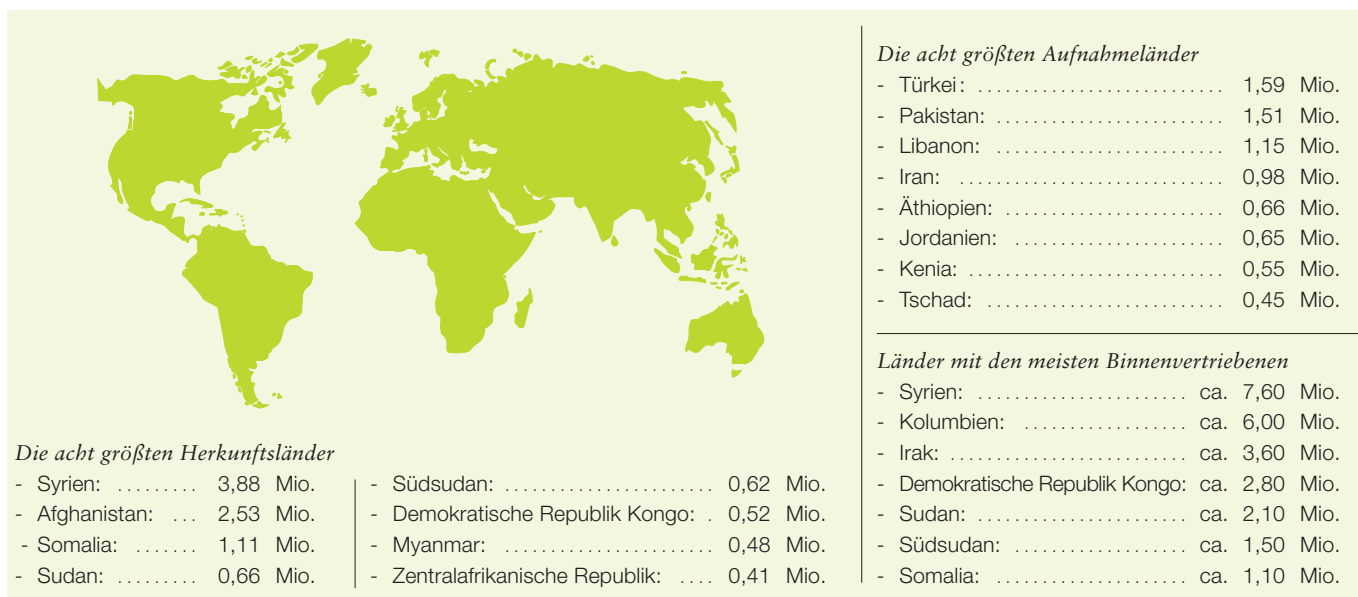 Die acht größten Aufnahmeländer
- Türkei: ........................... 1,59 Mio.
- Pakistan: ......................... 1,51 Mio.
- Libanon: ......................... 1,15 Mio.
- Iran: ............................. 0,98 Mio.
- Äthiopien: ........................ 0,66 Mio.
- Jordanien: ....................... 0,65 Mio.
- Kenia: ............................ 0,55 Mio.
- Tschad: .......................... 0,45 Mio.
Länder mit den meisten Binnenvertriebenen
- Syrien: ....................... ca. 7,60 Mio.
- Kolumbien: .................. ca. 6,00 Mio.
- Irak: ......................... ca. 3,60 Mio.
- Demokratische Republik Kongo: ca. 2,80 Mio.
- Sudan: ...................... ca. 2,10 Mio.
- Südsudan: ................... ca. 1,50 Mio.
- Somalia: ..................... ca. 1,10 Mio.
Die acht größten Herkunftsländer
- Syrien: ......... 3,88 Mio.
- Afghanistan: ... 2,53 Mio.
- Somalia: ....... 1,11 Mio.
- Sudan: ......... 0,66 Mio.
- Südsudan: ....................... 0,62 Mio.
- Demokratische Republik Kongo: . 0,52 Mio.
- Myanmar: ....................... 0,48 Mio.
- Zentralafrikanische Republik: .... 0,41 Mio.